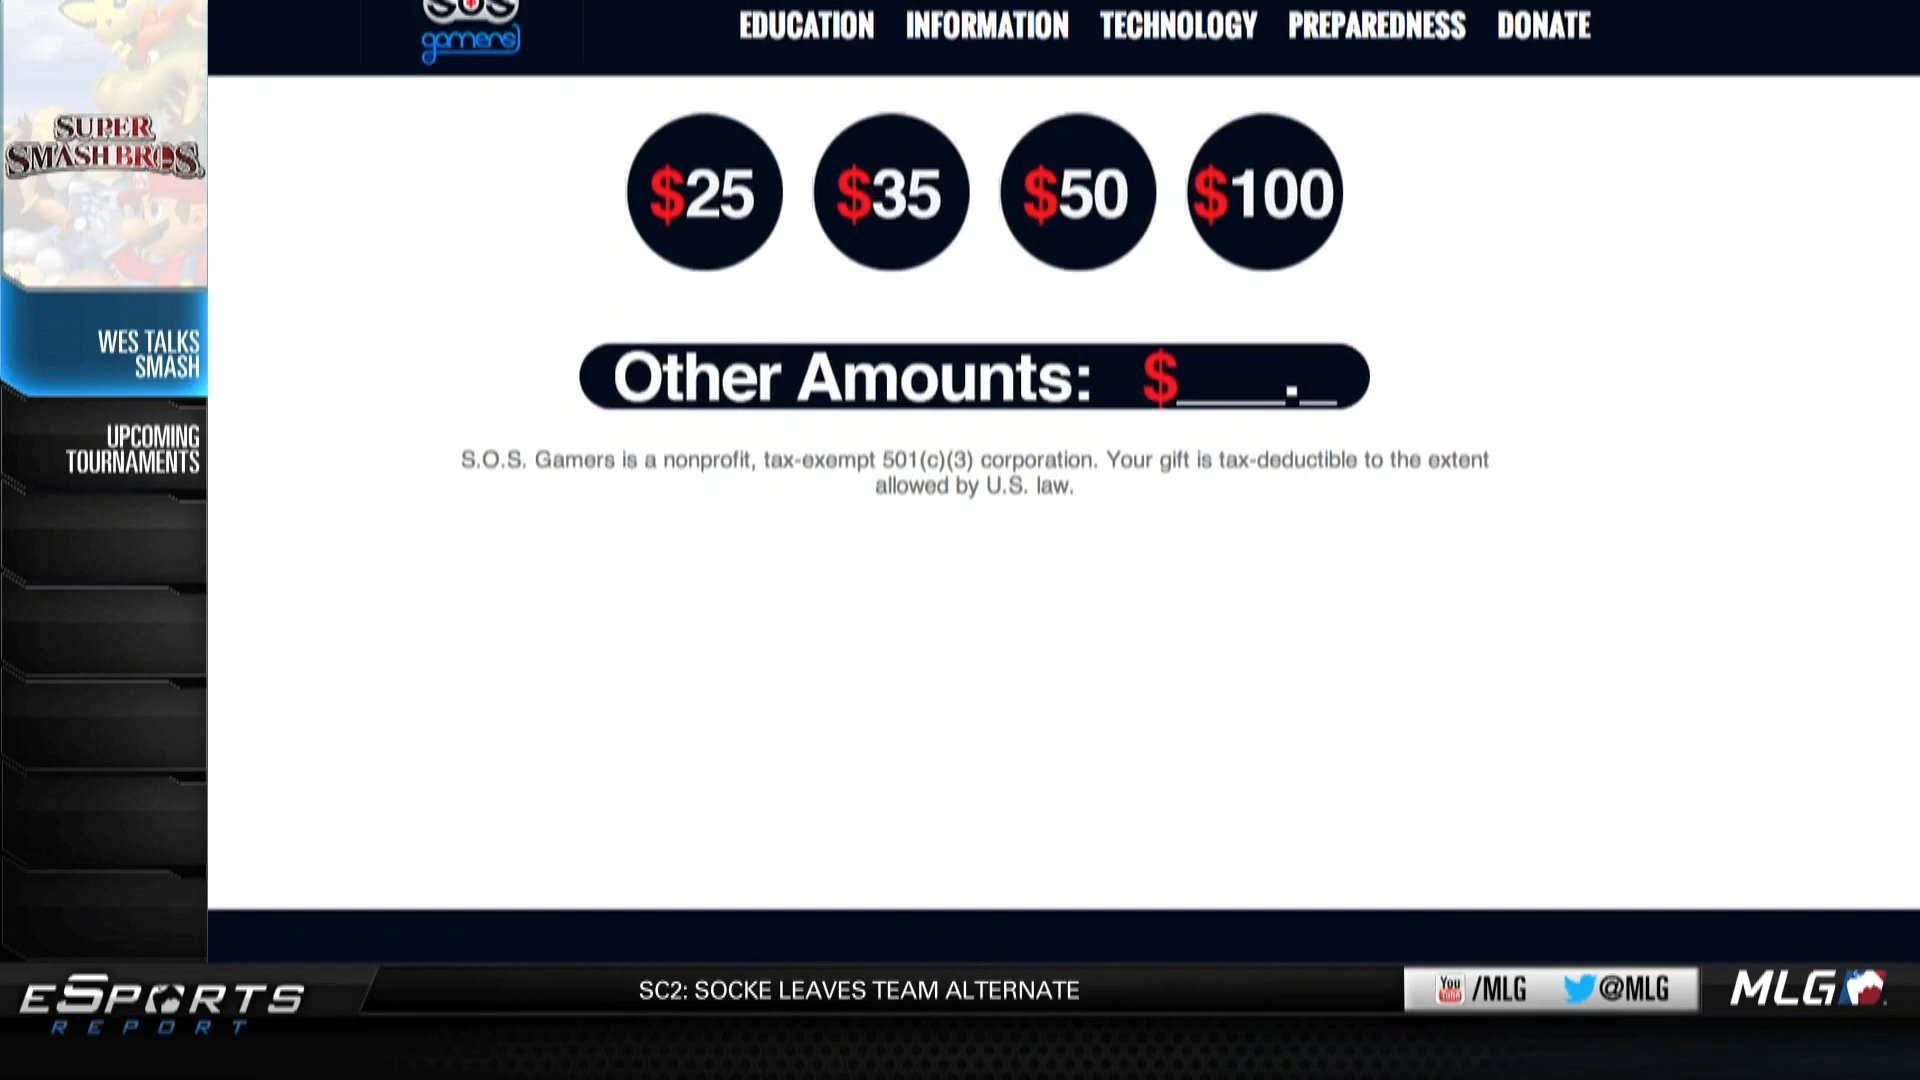 SOS
gamers
EDUCATION INFORMATION TECHNOLOGY PREPAREDNESS DONATE
SUPER
SMASH BROS.
$25 $35 $50 $100
WES TALKS
SMASH
Other Amounts: $____.__
UPCOMING
TOURNAMENTS
S.O.S. Gamers is a nonprofit, tax-exempt 501(c)(3) corporation. Your gift is tax-deductible to the extent
allowed by U.S. law.
ESPORTS
REPORT
SC2: SOCKE LEAVES TEAM ALTERNATE
You Tube /MLG @MLG
MLG